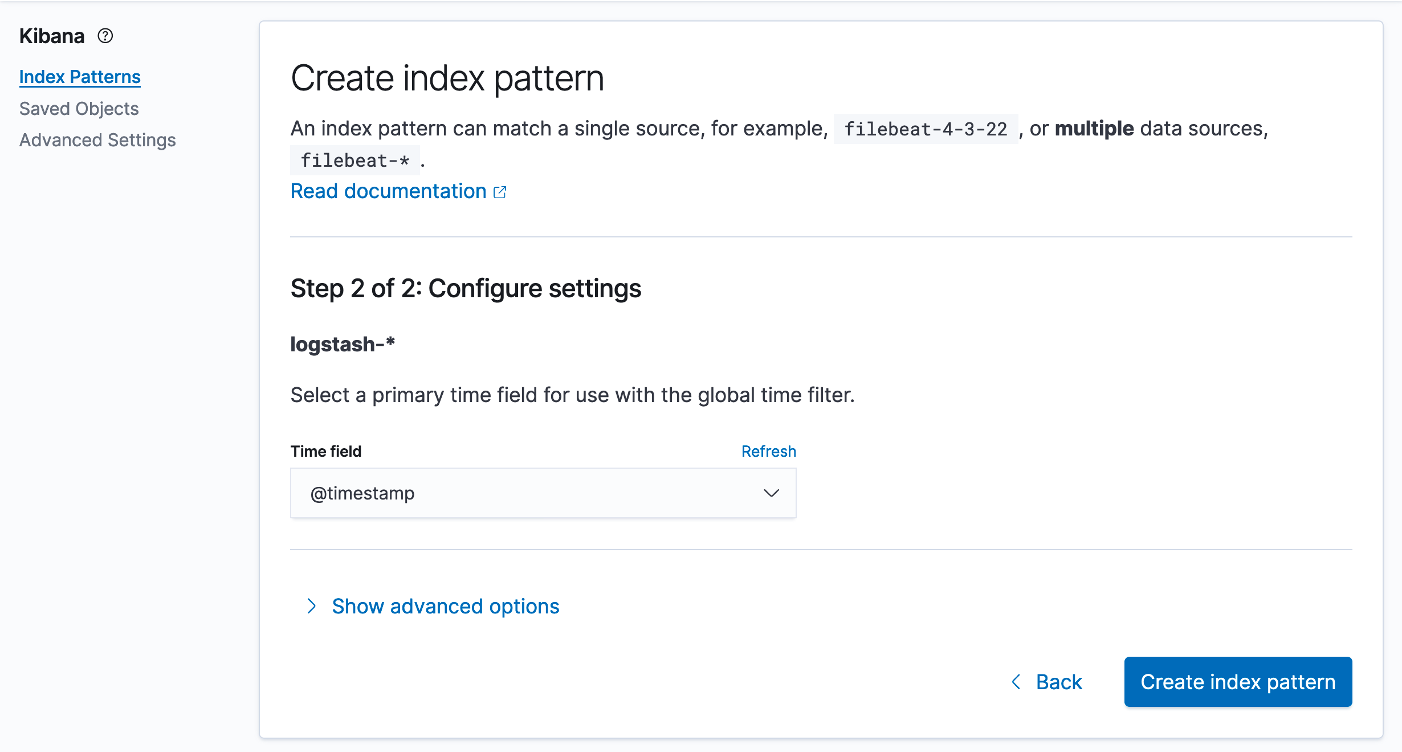 Kibana
Index Patterns
Saved Objects
Advanced Settings
Create index pattern
An index pattern can match a single source, for example, filebeat-4-3-22 , or multiple data sources,
filebeat-* .
Read documentation
Step 2 of 2: Configure settings
logstash-*
Select a primary time field for use with the global time filter.
Time field Refresh
@timestamp
Show advanced options
Back Create index pattern